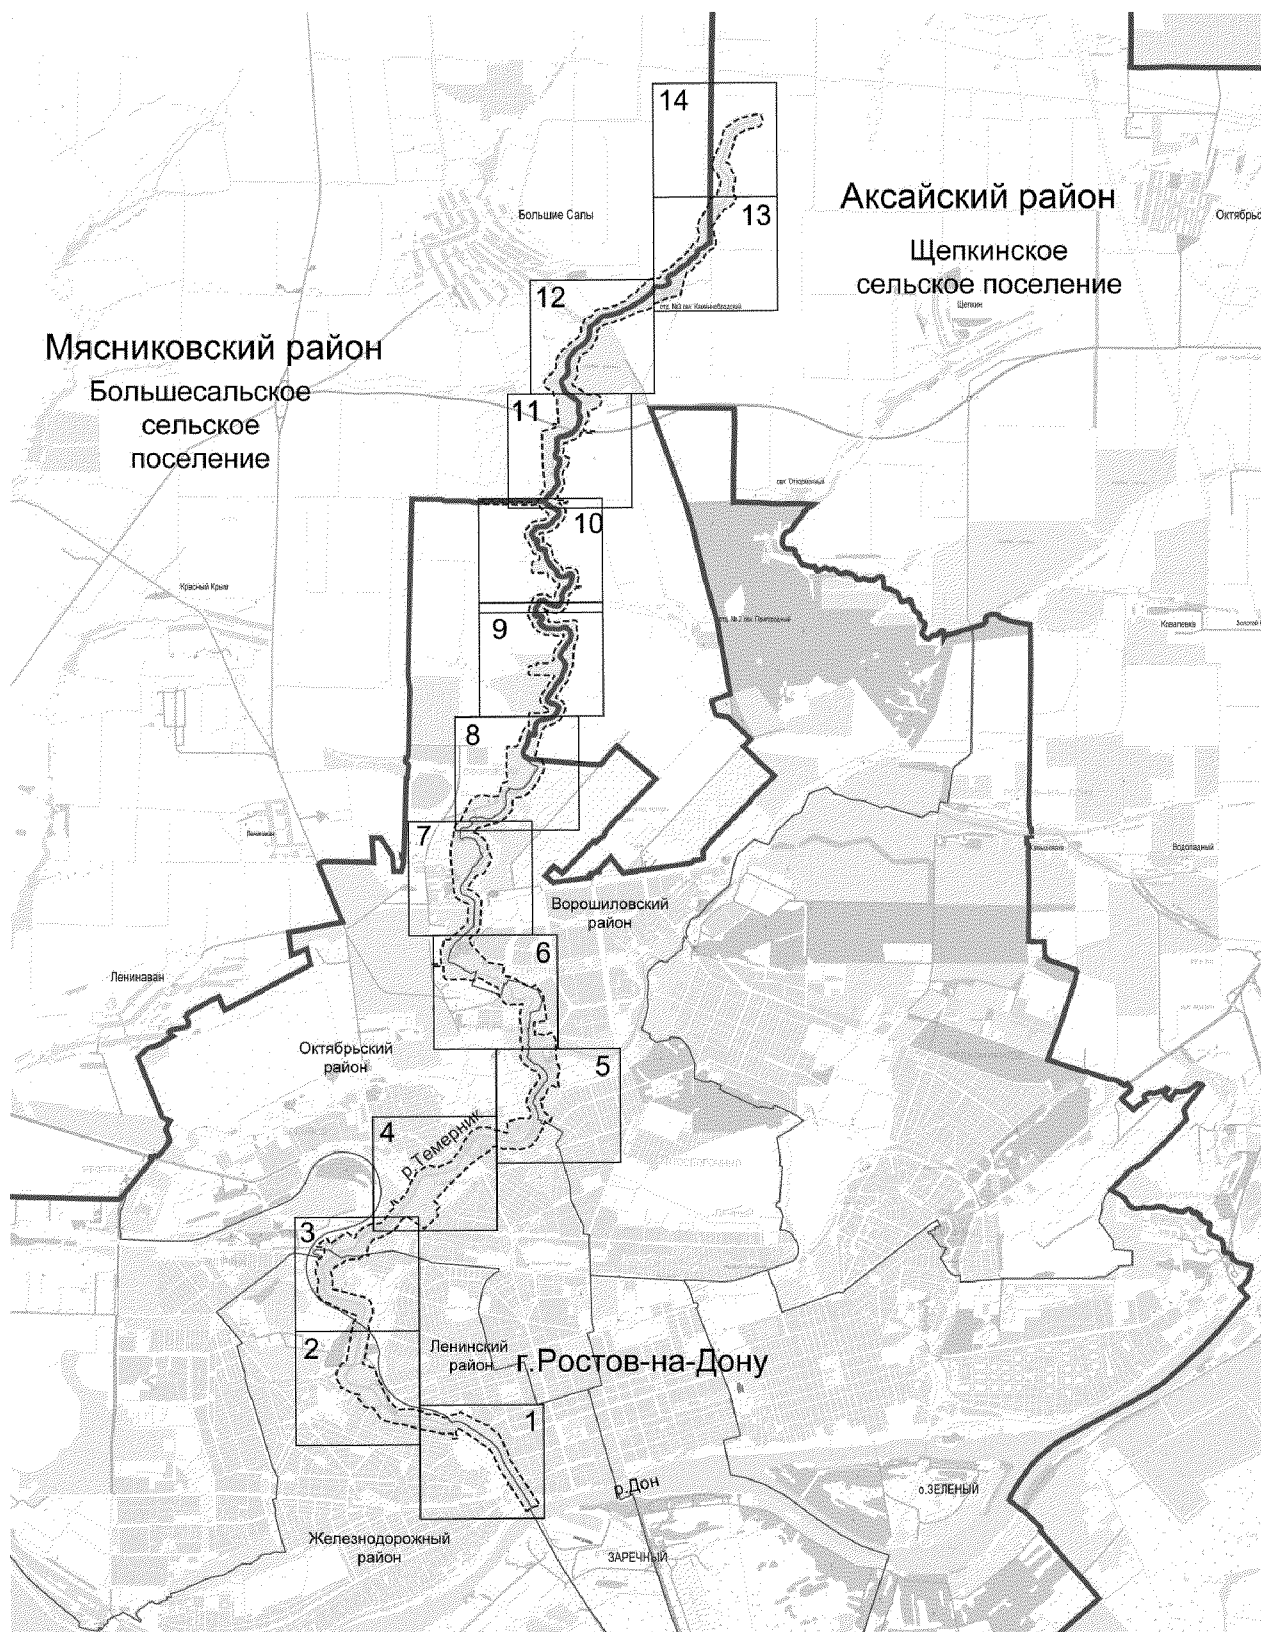 14
Аксайский район
Большие Салы
13
Октябрьс
Щепкинское
сельское поселение
12
Щепкин
Мясниковский район
Большесальское
сельское
поселение
11
10
Красный Крым
9
Ковалевка
8
7
Водопадный
Ворошиловский
район
6
Ленинаван
Октябрьский
район
5
4
р.Темерник
3
2
Ленинский
район
г.Ростов-на-Дону
1
р.Дон
о.ЗЕЛЕНЫЙ
Железнодорожный
район
ЗАРЕЧНЫЙ